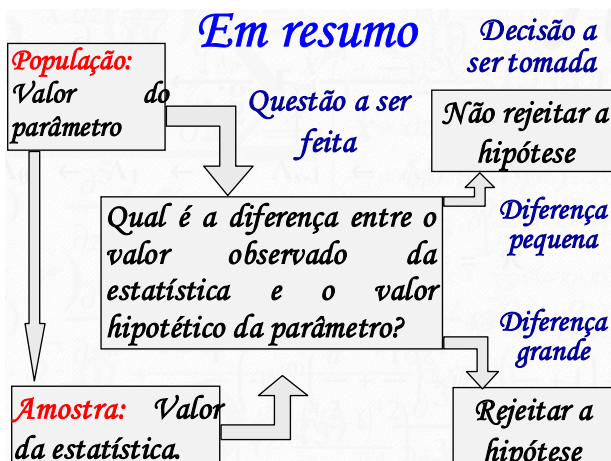 Em resumo
População:
Valor do
parâmetro
Questão a ser
feita
Decisão a
ser tomada
Não rejeitar a
hipótese
Qual é a diferença entre o
valor observado da
estatística e o valor
hipotético da parâmetro?
Diferença
pequena
Diferença
grande
Amostra: Valor
da estatística.
Rejeitar a
hipótese